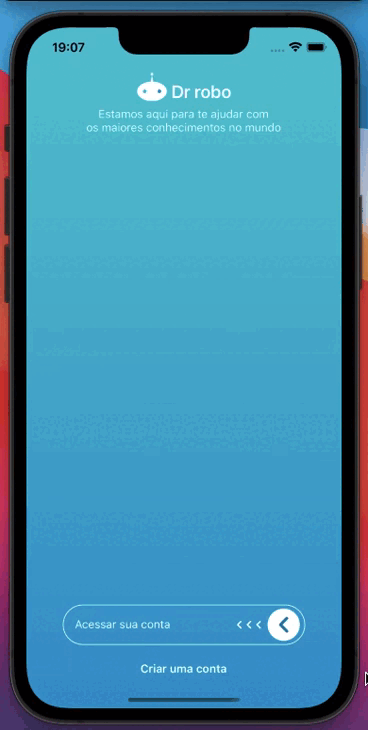 19:07
Dr robo
Estamos aqui para te ajudar com
os maiores conhecimentos no mundo
Acessar sua conta
Criar uma conta